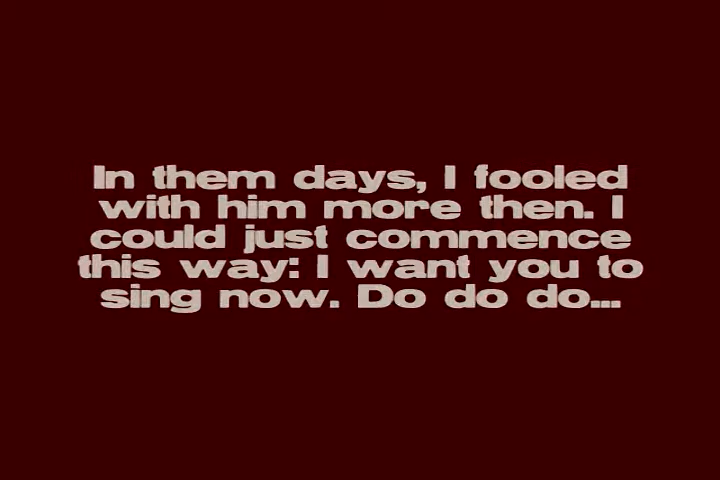 In them days, I fooled
with him more then. I
could just commence
this way: I want you to
sing now. Do do do...